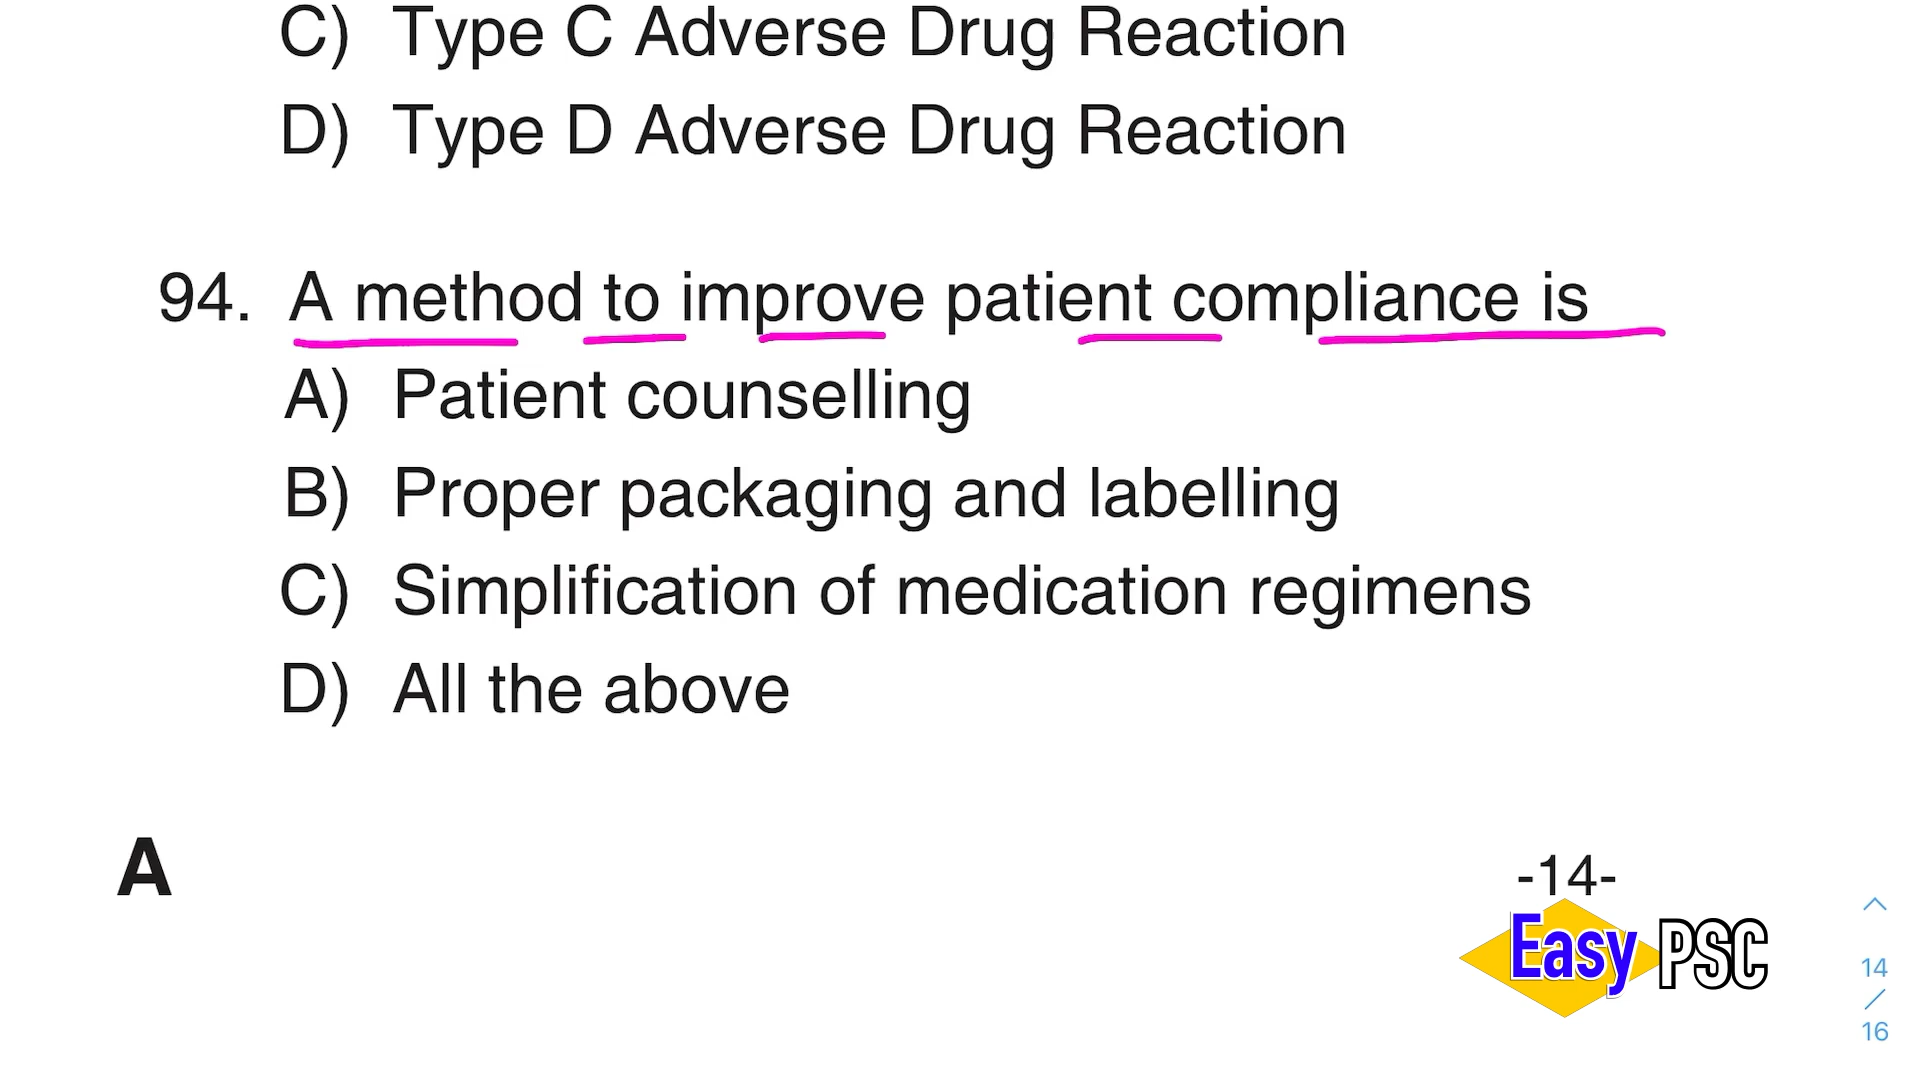 C) Type C Adverse Drug Reaction
D) Type D Adverse Drug Reaction
94. A method to improve patient compliance is
A) Patient counselling
B) Proper packaging and labelling
C) Simplification of medication regimens
D) All the above
A
-14-
Easy PSC
14
/
16